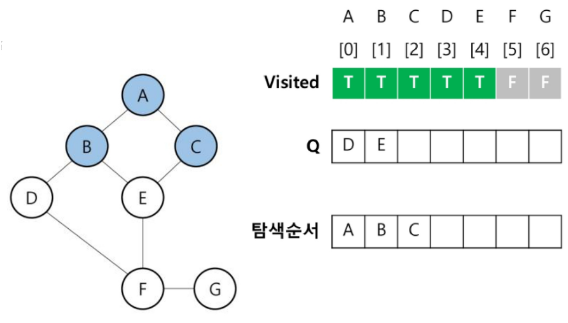 A B C D E F G
[0] [1] [2] [3] [4] [5] [6]
Visited T T T T T F F
A
B C
Q D E
D E
탐색순서 A B C
F G